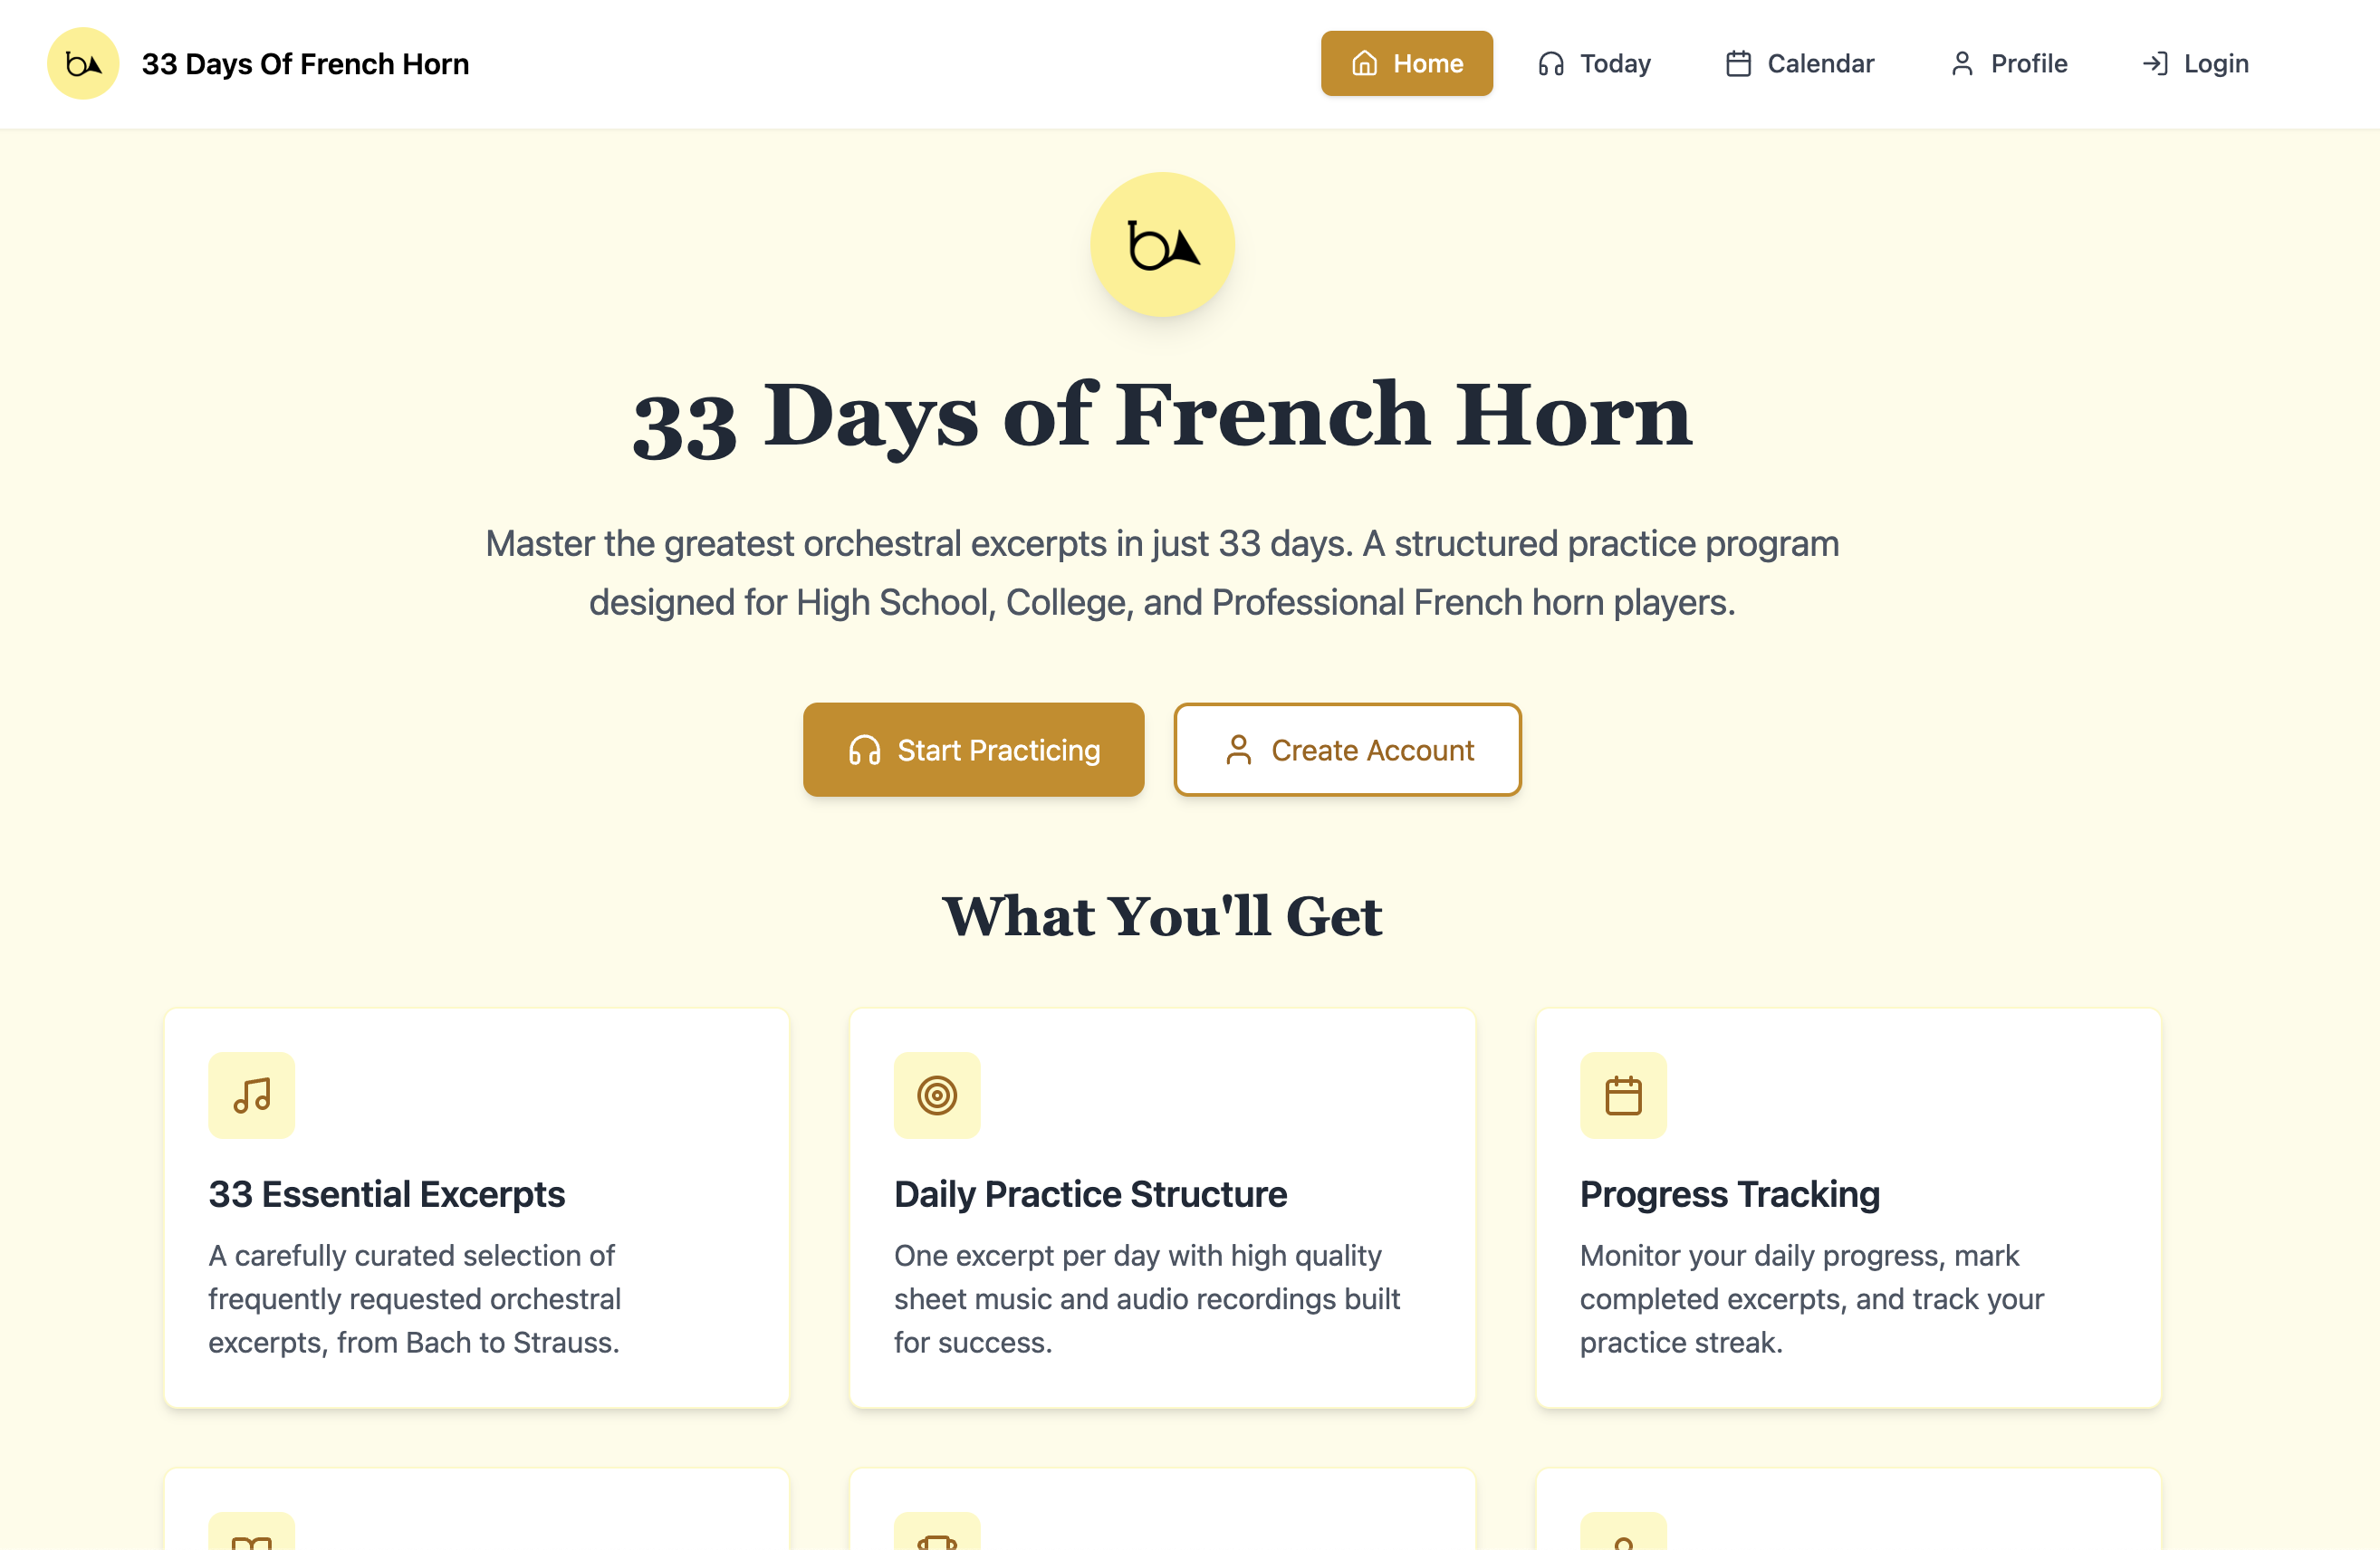 33 Days Of French Horn
Home
Today
Calendar
Profile
Login
33 Days of French Horn
Master the greatest orchestral excerpts in just 33 days. A structured practice program
designed for High School, College, and Professional French horn players.
Start Practicing
Create Account
What You'll Get
33 Essential Excerpts
A carefully curated selection of
frequently requested orchestral
excerpts, from Bach to Strauss.
Daily Practice Structure
One excerpt per day with high quality
sheet music and audio recordings built
for success.
Progress Tracking
Monitor your daily progress, mark
completed excerpts, and track your
practice streak.